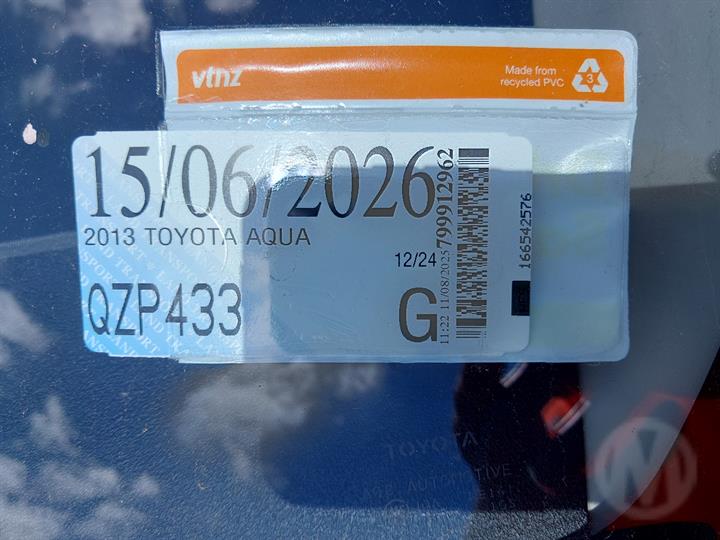 vtnz
Made from
recycled PVC
3
15/06/2026
2013 TOYOTA AQUA
12/24
QZP433
G
11:22 11/08/2025
799912962
166542576
TOYOTA
AUTOMOTIVE
M